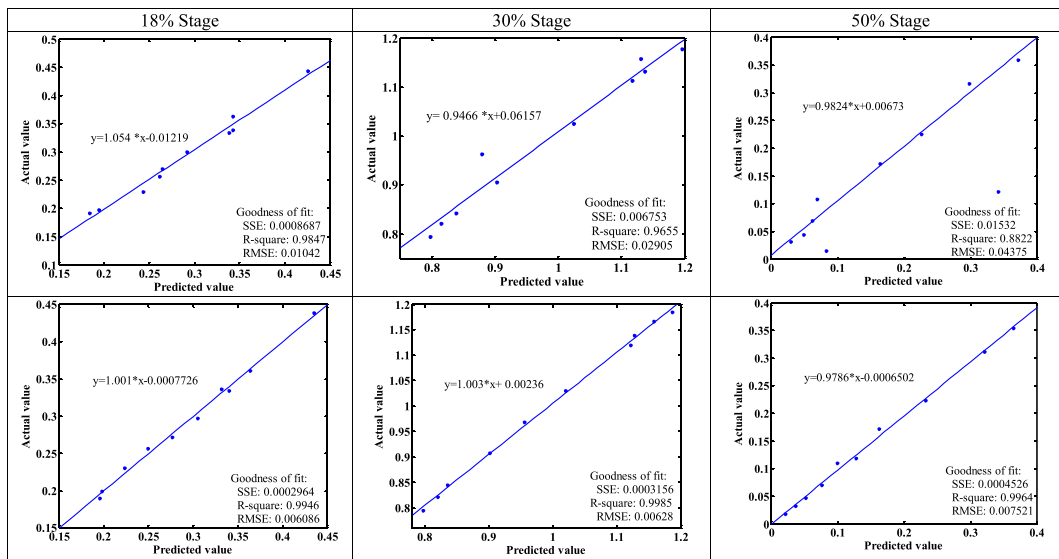 18% Stage
30% Stage
50% Stage
Actual value
0.5
0.45
0.4
0.35
0.3
0.25
0.2
0.15
0.1
y=1.054 *x-0.01219
Goodness of fit:
SSE: 0.0008687
R-square: 0.9847
RMSE: 0.01042
0.15 0.2 0.25 0.3 0.35 0.4 0.45
Predicted value
Actual value
1.2
1.1
1
0.9
0.8
y= 0.9466 *x+0.06157
Goodness of fit:
SSE: 0.006753
R-square: 0.9655
RMSE: 0.02905
0.8 0.9 1 1.1 1.2
Predicted value
Actual value
0.4
0.35
0.3
0.25
0.2
0.15
0.1
0.05
0
y=0.9824*x+0.00673
Goodness of fit:
SSE: 0.01532
R-square: 0.8822
RMSE: 0.04375
0 0.1 0.2 0.3 0.4
Predicted value
Actual value
0.45
0.4
0.35
0.3
0.25
0.2
0.15
y=1.001*x-0.0007726
Goodness of fit:
SSE: 0.0002964
R-square: 0.9946
RMSE: 0.006086
0.15 0.2 0.25 0.3 0.35 0.4 0.45
Predicted value
Actual value
1.2
1.15
1.1
1.05
1
0.95
0.9
0.85
0.8
y=1.003*x+ 0.00236
Goodness of fit:
SSE: 0.0003156
R-square: 0.9985
RMSE: 0.00628
0.8 0.9 1 1.1 1.2
Predicted value
Actual value
0.4
0.35
0.3
0.25
0.2
0.15
0.1
0.05
0
y=0.9786*x-0.0006502
Goodness of fit:
SSE: 0.0004526
R-square: 0.9964
RMSE: 0.007521
0 0.1 0.2 0.3 0.4
Predicted value